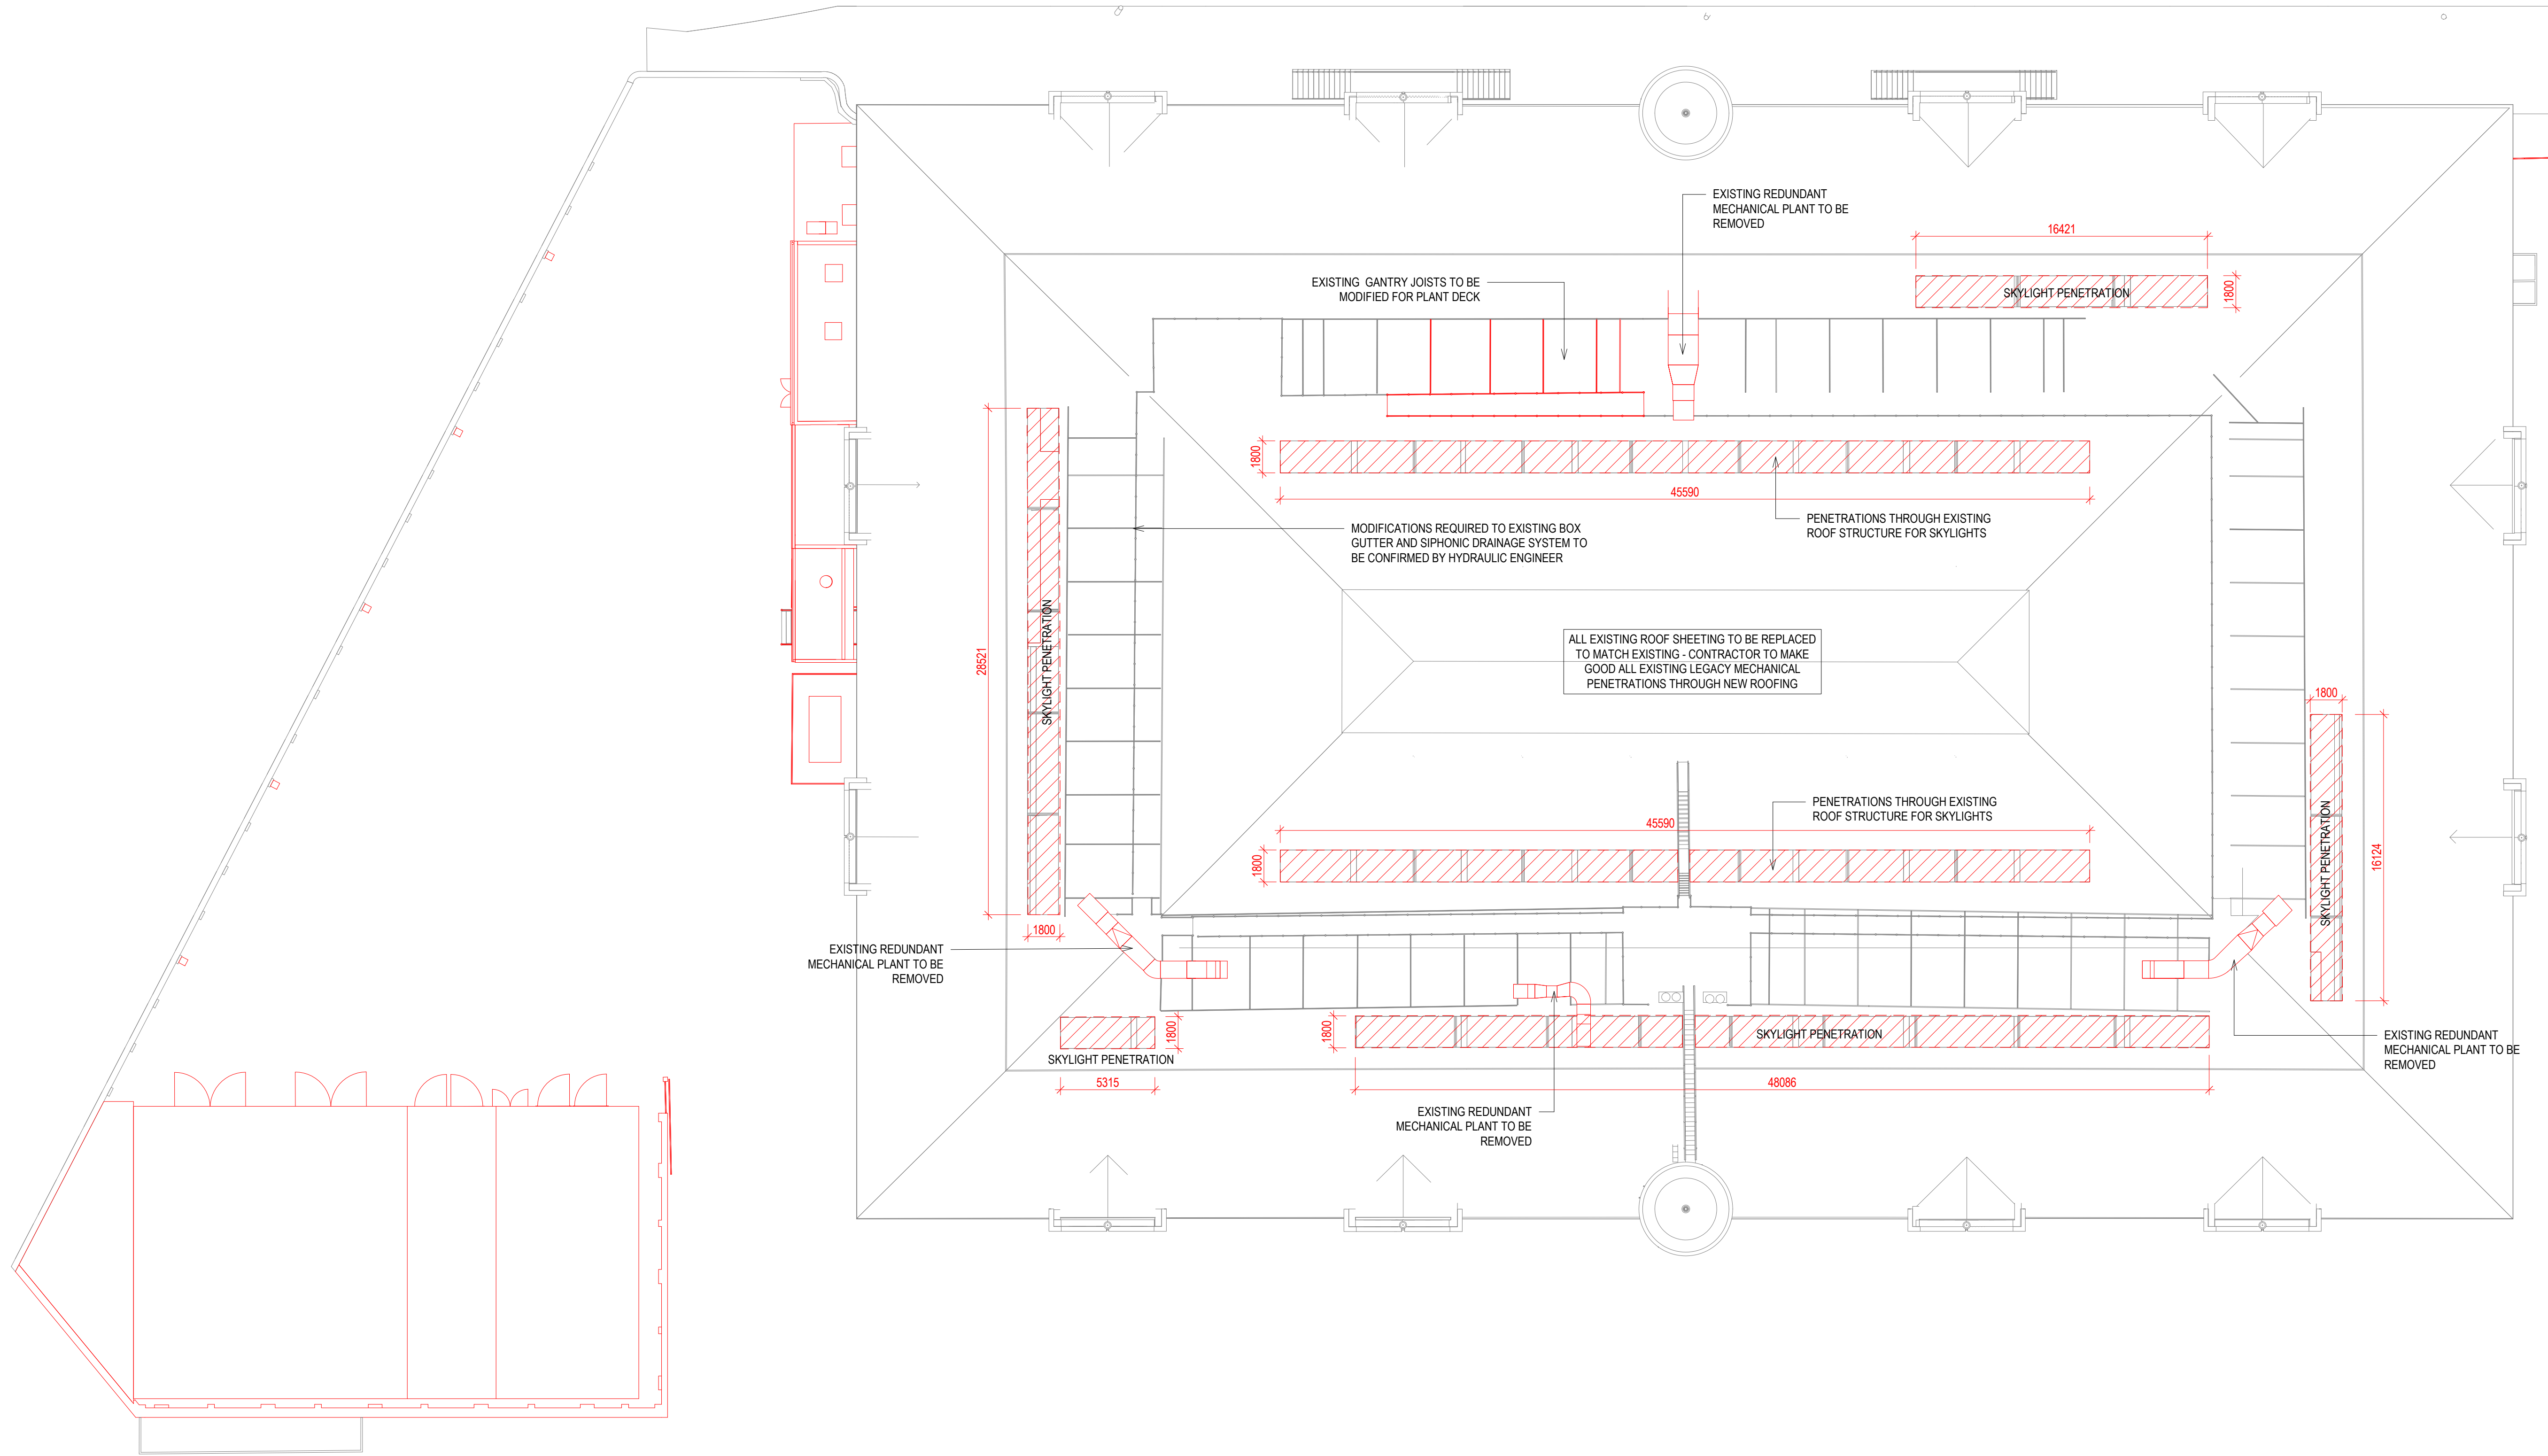 EXISTING REDUNDANT
MECHANICAL PLANT TO BE
REMOVED
16421
EXISTING GANTRY JOISTS TO BE
MODIFIED FOR PLANT DECK
SKYLIGHT PENETRATION
1800
1800
45590
PENETRATIONS THROUGH EXISTING
ROOF STRUCTURE FOR SKYLIGHTS
MODIFICATIONS REQUIRED TO EXISTING BOX
GUTTER AND SIPHONIC DRAINAGE SYSTEM TO
BE CONFIRMED BY HYDRAULIC ENGINEER
28521
SKYLIGHT PENETRATION
1800
ALL EXISTING ROOF SHEETING TO BE REPLACED
TO MATCH EXISTING - CONTRACTOR TO MAKE
GOOD ALL EXISTING LEGACY MECHANICAL
PENETRATIONS THROUGH NEW ROOFING
1800
SKYLIGHT PENETRATION
16124
PENETRATIONS THROUGH EXISTING
ROOF STRUCTURE FOR SKYLIGHTS
45590
1800
EXISTING REDUNDANT
MECHANICAL PLANT TO BE
REMOVED
1800
SKYLIGHT PENETRATION
5315
1800
SKYLIGHT PENETRATION
48086
EXISTING REDUNDANT
MECHANICAL PLANT TO BE
REMOVED
EXISTING REDUNDANT
MECHANICAL PLANT TO BE
REMOVED